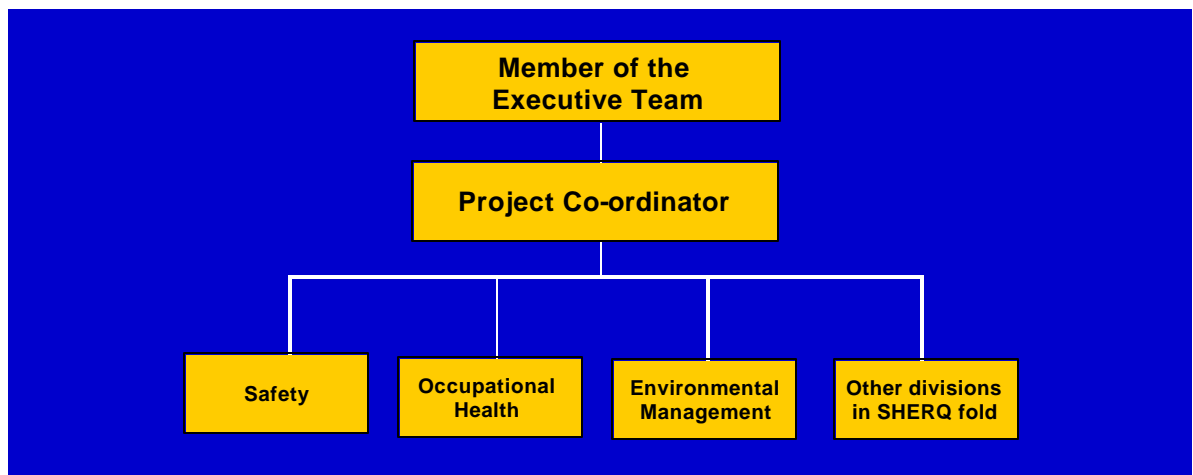 Member of the
Executive Team
Project Co-ordinator
Safety
Occupational
Health
Environmental
Management
Other divisions
in SHERQ fold